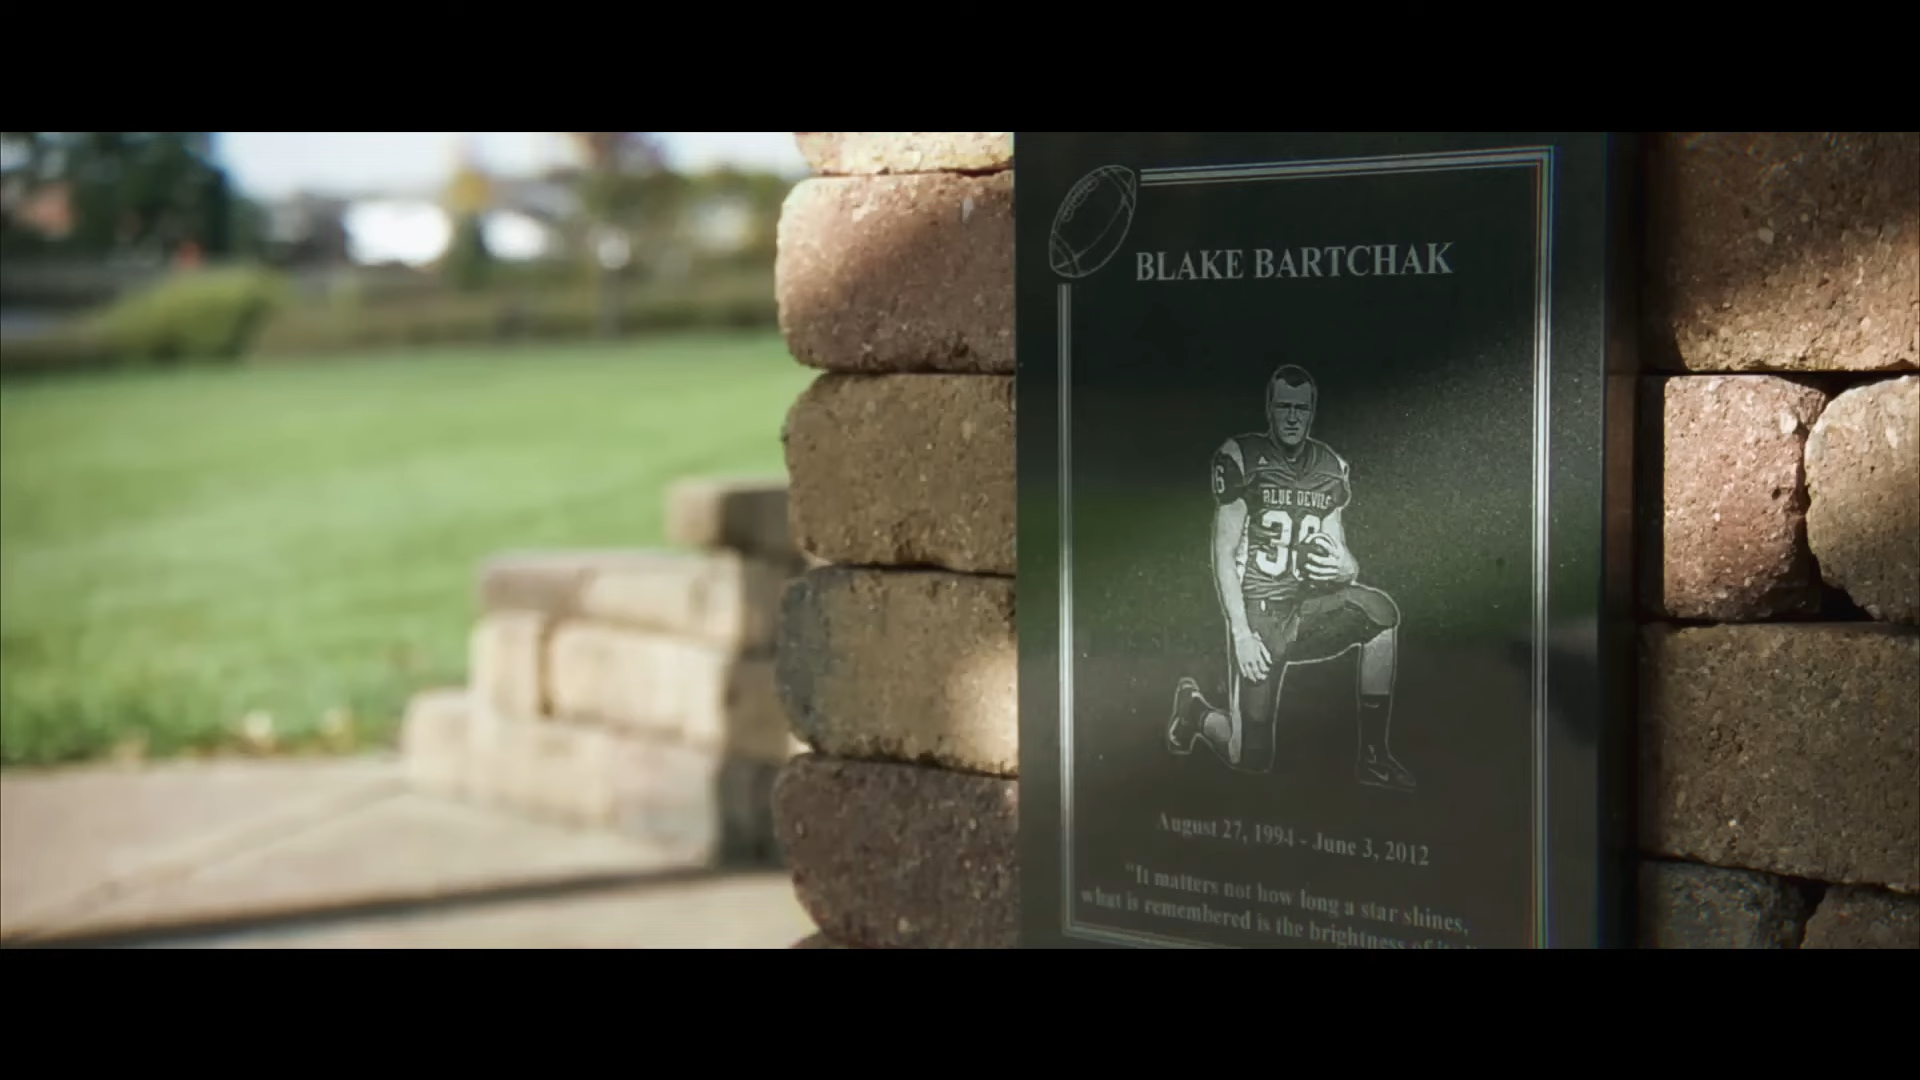 BLAKE BARTCHAK
6
BLUE DEVILS
36
August 27, 1994 - June 3, 2012
"It matters not how long a star shines,
what is remembered is the brightness of